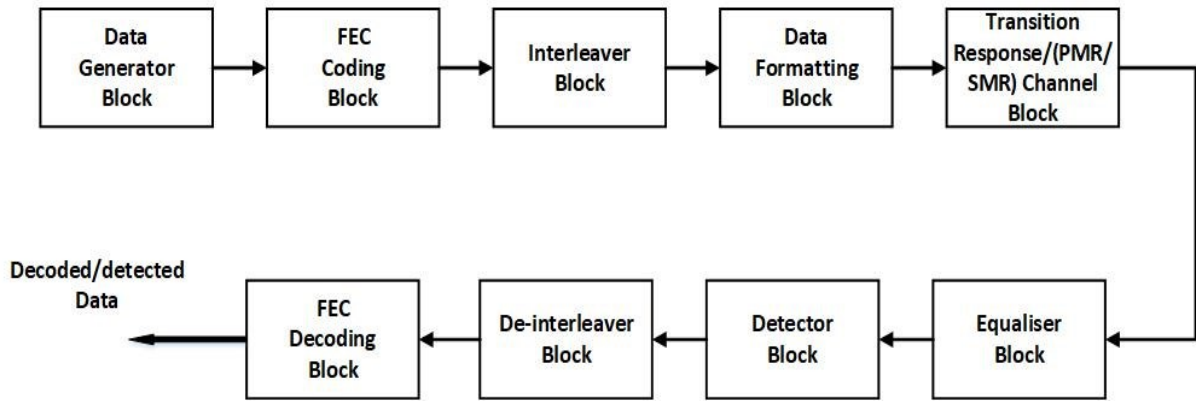 Data
Generator
Block
FEC
Coding
Block
Interleaver
Block
Data
Formatting
Block
Transition
Response/(PMR/
SMR) Channel
Block
Equaliser
Block
Detector
Block
De-interleaver
Block
FEC
Decoding
Block
Decoded/detected
Data